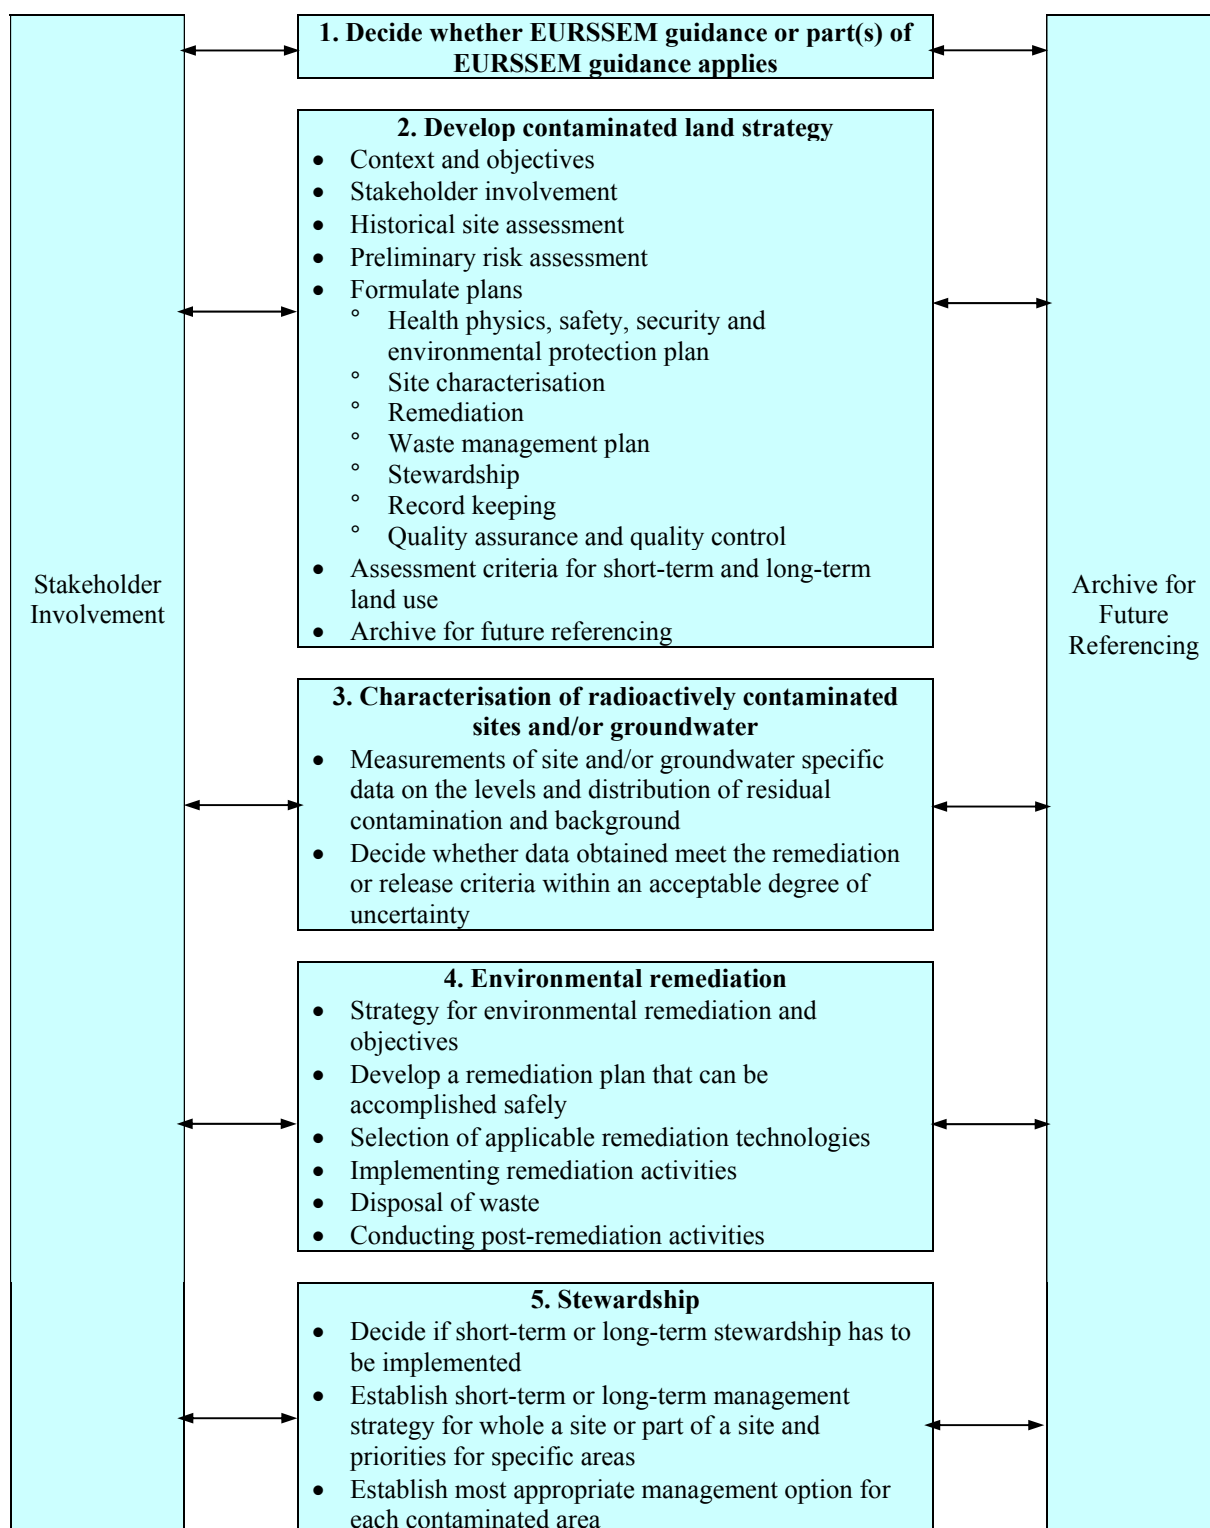 1. Decide whether EURSSEM guidance or part(s) of
EURSSEM guidance applies
2. Develop contaminated land strategy
• Context and objectives
• Stakeholder involvement
• Historical site assessment
• Preliminary risk assessment
• Formulate plans
° Health physics, safety, security and
environmental protection plan
° Site characterisation
° Remediation
° Waste management plan
° Stewardship
° Record keeping
° Quality assurance and quality control
• Assessment criteria for short-term and long-term
land use
• Archive for future referencing
Stakeholder
Involvement
Archive for
Future
Referencing
3. Characterisation of radioactively contaminated
sites and/or groundwater
• Measurements of site and/or groundwater specific
data on the levels and distribution of residual
contamination and background
• Decide whether data obtained meet the remediation
or release criteria within an acceptable degree of
uncertainty
4. Environmental remediation
• Strategy for environmental remediation and
objectives
• Develop a remediation plan that can be
accomplished safely
• Selection of applicable remediation technologies
• Implementing remediation activities
• Disposal of waste
• Conducting post-remediation activities
5. Stewardship
• Decide if short-term or long-term stewardship has to
be implemented
• Establish short-term or long-term management
strategy for whole a site or part of a site and
priorities for specific areas
• Establish most appropriate management option for
each contaminated area